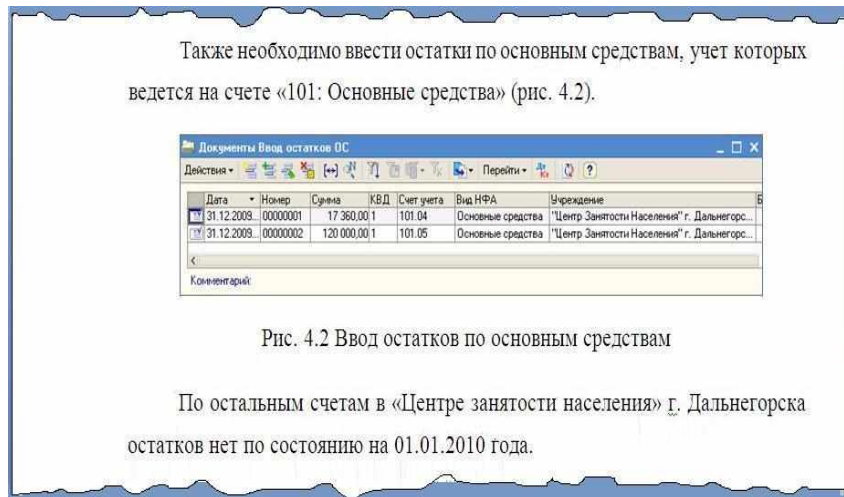 Также необходимо ввести остатки по основным средствам, учет которых
ведется на счете «101: Основные средства» (рис. 4.2).
Документы Ввод остатков ОС
Действия Перейти
Дата Номер Сумма КВД Счет учета Вид НФА Учреждение Б
31.12.2009... 00000001 17 360,00 1 101.04 Основные средства "Центр Занятости Населения" г. Дальнегорс...
31.12.2009... 00000002 120 000,00 1 101.05 Основные средства "Центр Занятости Населения" г. Дальнегорс...
Комментарий:
Рис. 4.2 Ввод остатков по основным средствам
По остальным счетам в «Центре занятости населения» г. Дальнегорска
остатков нет по состоянию на 01.01.2010 года.